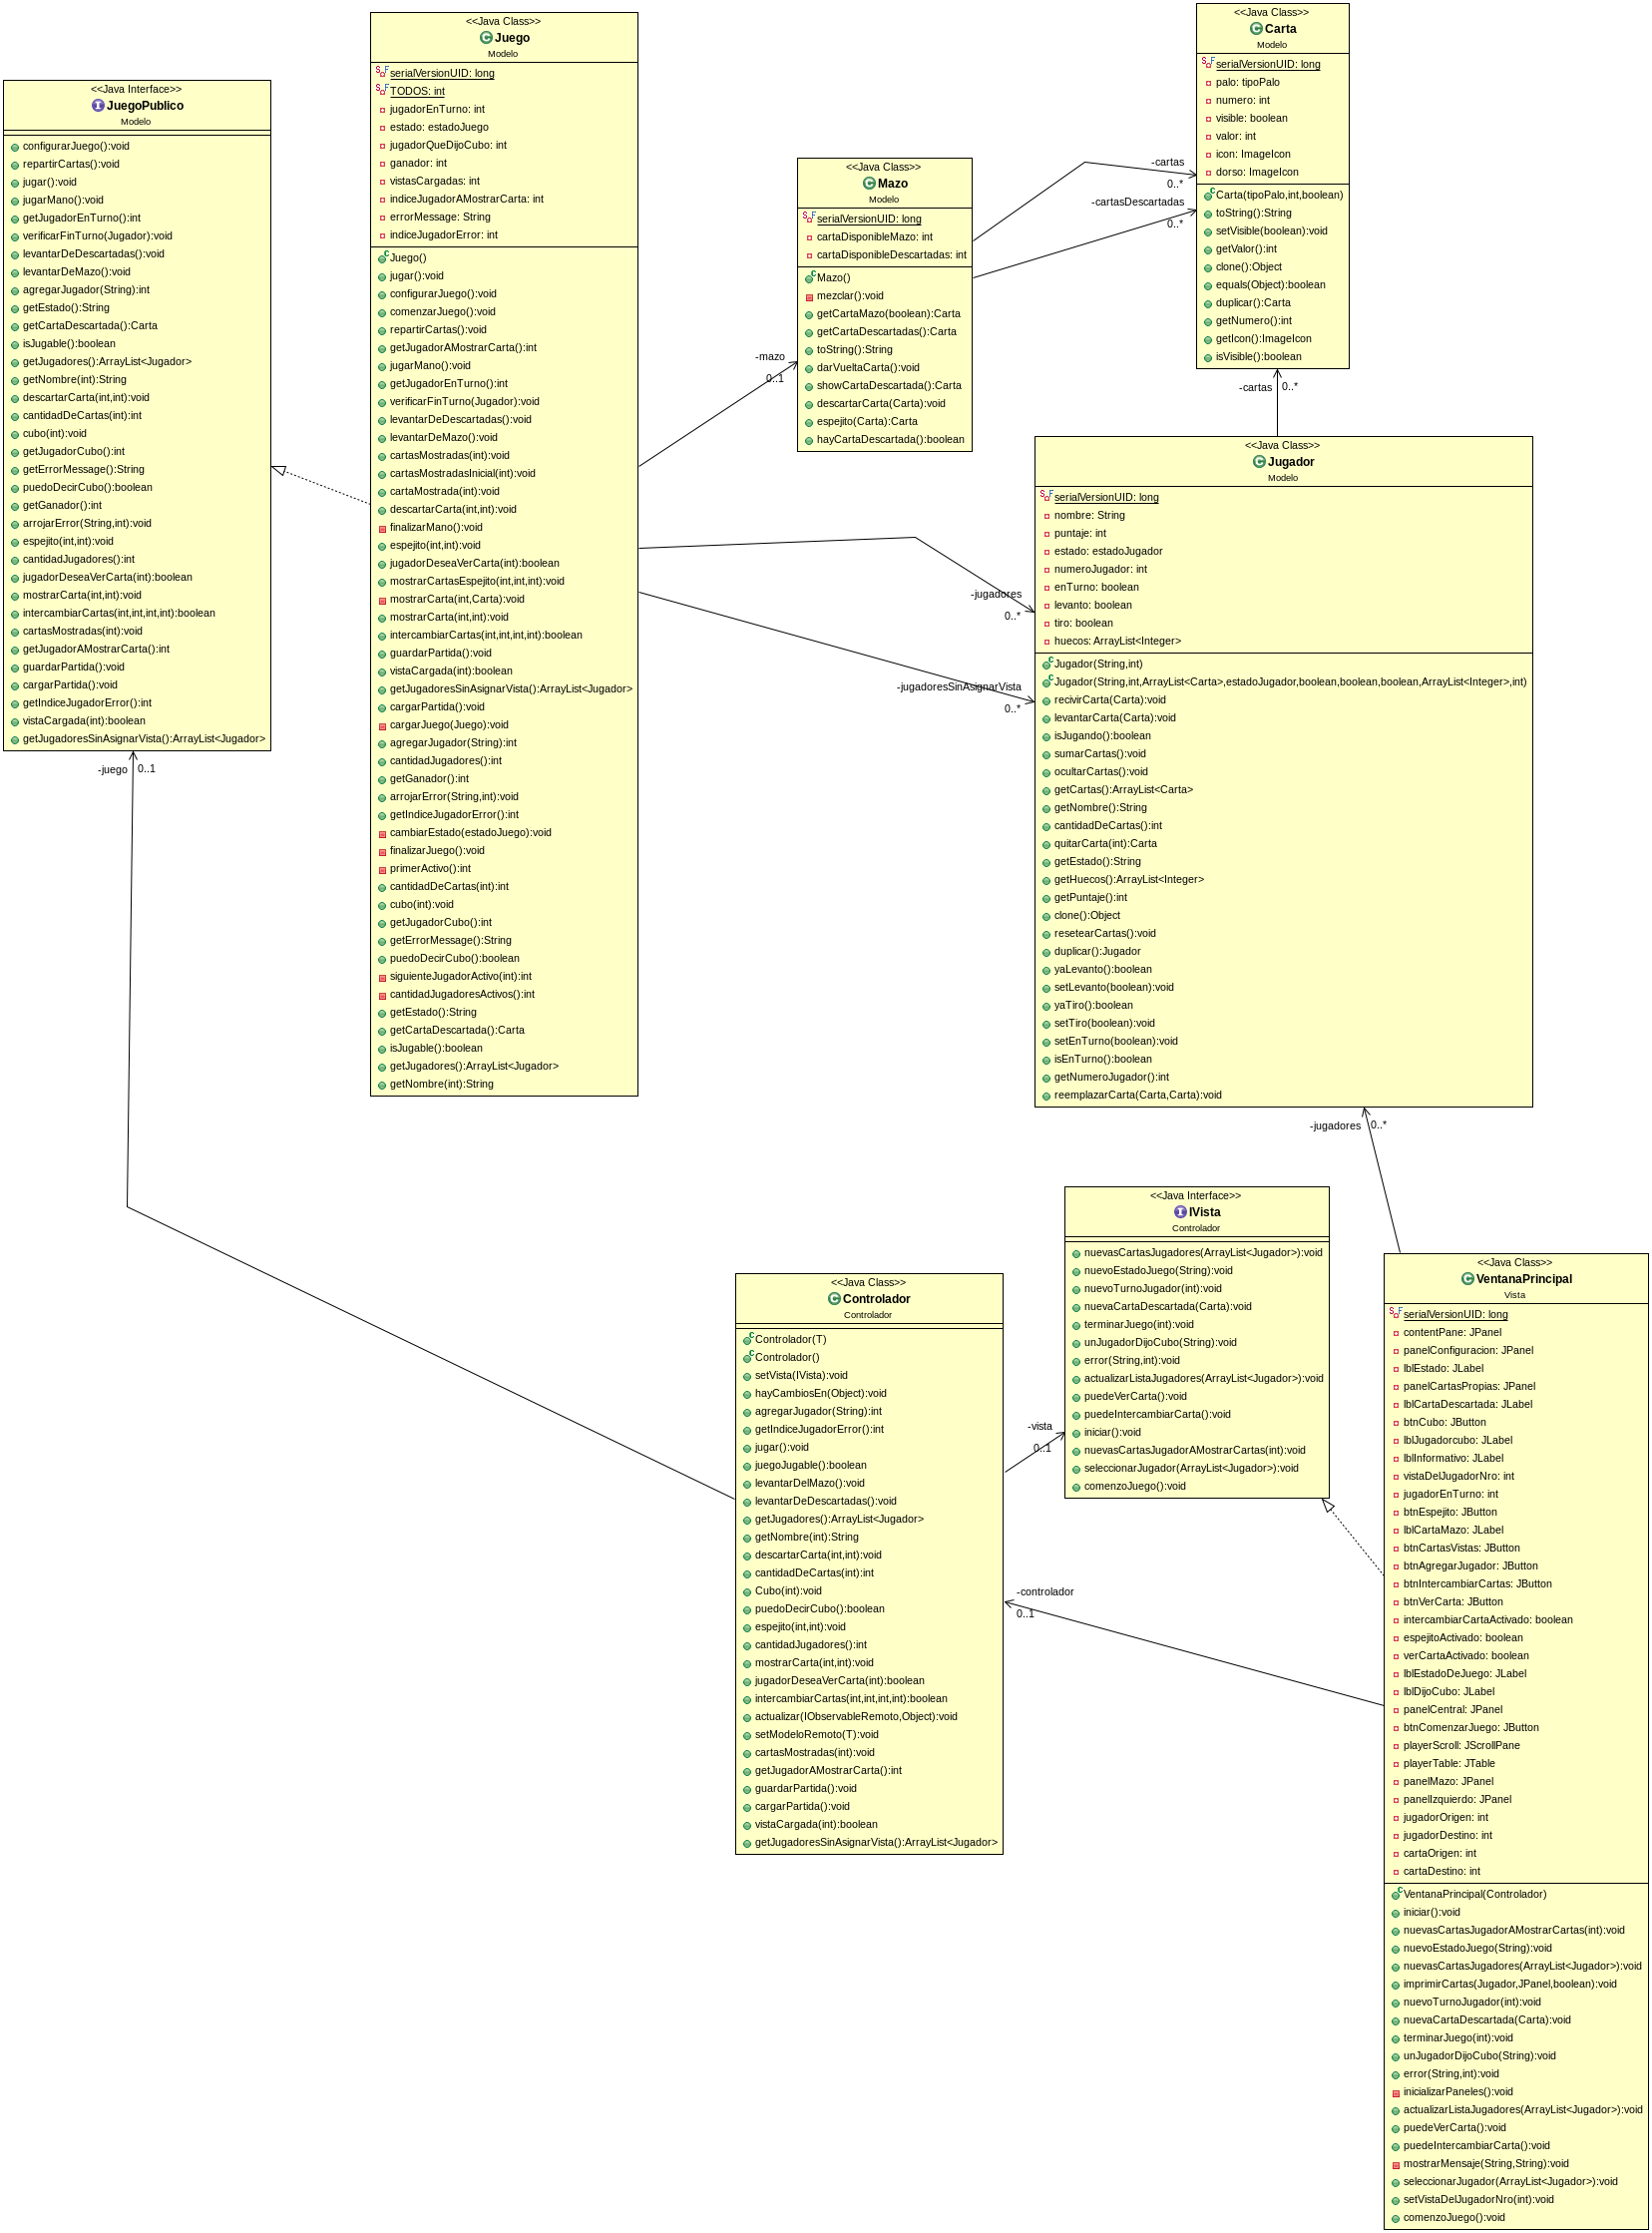 <<Java Interface>>
JuegoPublico
Modelo
configurarJuego():void
repartirCartas():void
jugar():void
jugarMano():void
getJugadorEnTurno():int
verificarFinTurno(Jugador):void
levantarDeDescartadas():void
levantarDeMazo():void
agregarJugador(String):int
getEstado():String
getCartaDescartada():Carta
isJugable():boolean
getJugadores():ArrayList<Jugador>
getNombre(int):String
descartarCarta(int,int):void
cantidadDeCartas(int):int
cubo(int):void
getJugadorCubo():int
getErrorMessage():String
puedoDecirCubo():boolean
getGanador():int
arrojarError(String,int):void
espejito(int,int):void
cantidadJugadores():int
jugadorDeseaVerCarta(int):boolean
mostrarCarta(int,int):void
intercambiarCartas(int,int,int,int):boolean
cartasMostradas(int):void
getJugadorAMostrarCarta():int
guardarPartida():void
cargarPartida():void
getIndiceJugadorError():int
vistaCargada(int):boolean
getJugadoresSinAsignarVista():ArrayList<Jugador>
-juego
0..1
<<Java Class>>
Juego
Modelo
serialVersionUID: long
TODOS: int
jugadorEnTurno: int
estado: estadoJuego
jugadorQueDijoCubo: int
ganador: int
vistasCargadas: int
indiceJugadorAMostrarCarta: int
errorMessage: String
indiceJugadorError: int
Juego()
jugar():void
configurarJuego():void
comenzarJuego():void
repartirCartas():void
getJugadorAMostrarCarta():int
jugarMano():void
getJugadorEnTurno():int
verificarFinTurno(Jugador):void
levantarDeDescartadas():void
levantarDeMazo():void
cartasMostradas(int):void
cartasMostradasInicial(int):void
cartaMostrada(int):void
descartarCarta(int,int):void
finalizarMano():void
espejito(int,int):void
jugadorDeseaVerCarta(int):boolean
mostrarCartasEspejito(int,int,int):void
mostrarCarta(int,Carta):void
mostrarCarta(int,int):void
intercambiarCartas(int,int,int,int):boolean
guardarPartida():void
vistaCargada(int):boolean
getJugadoresSinAsignarVista():ArrayList<Jugador>
cargarPartida():void
cargarJuego(Juego):void
agregarJugador(String):int
cantidadJugadores():int
getGanador():int
arrojarError(String,int):void
getIndiceJugadorError():int
cambiarEstado(estadoJuego):void
finalizarJuego():void
primerActivo():int
cantidadDeCartas(int):int
cubo(int):void
getJugadorCubo():int
getErrorMessage():String
puedoDecirCubo():boolean
siguienteJugadorActivo(int):int
cantidadJugadoresActivos():int
getEstado():String
getCartaDescartada():Carta
isJugable():boolean
getJugadores():ArrayList<Jugador>
getNombre(int):String
-mazo
0..1
<<Java Class>>
Mazo
Modelo
serialVersionUID: long
cartaDisponibleMazo: int
cartaDisponibleDescartadas: int
Mazo()
mezclar():void
getCartaMazo(boolean):Carta
getCartaDescartadas():Carta
toString():String
darVueltaCarta():void
showCartaDescartada():Carta
descartarCarta(Carta):void
espejito(Carta):Carta
hayCartaDescartada():boolean
-cartas
0..*
-cartasDescartadas
0..*
<<Java Class>>
Carta
Modelo
serialVersionUID: long
palo: tipoPalo
numero: int
visible: boolean
valor: int
icon: ImageIcon
dorso: ImageIcon
Carta(tipoPalo,int,boolean)
toString():String
setVisible(boolean):void
getValor():int
clone():Object
equals(Object):boolean
duplicar():Carta
getNumero():int
getIcon():ImageIcon
isVisible():boolean
-cartas
0..*
-jugadores
0..*
-jugadoresSinAsignarVista
0..*
<<Java Class>>
Jugador
Modelo
serialVersionUID: long
nombre: String
puntaje: int
estado: estadoJugador
numeroJugador: int
enTurno: boolean
levanto: boolean
tiro: boolean
huecos: ArrayList<Integer>
Jugador(String,int)
Jugador(String,int,ArrayList<Carta>,estadoJugador,boolean,boolean,boolean,ArrayList<Integer>,int)
recivirCarta(Carta):void
levantarCarta(Carta):void
isJugando():boolean
sumarCartas():void
ocultarCartas():void
getCartas():ArrayList<Carta>
getNombre():String
cantidadDeCartas():int
quitarCarta(int):Carta
getEstado():String
getHuecos():ArrayList<Integer>
getPuntaje():int
clone():Object
resetearCartas():void
duplicar():Jugador
yaLevanto():boolean
setLevanto(boolean):void
yaTiro():boolean
setTiro(boolean):void
setEnTurno(boolean):void
isEnTurno():boolean
getNumeroJugador():int
reemplazarCarta(Carta,Carta):void
-jugadores
0..*
<<Java Class>>
Controlador
Controlador
Controlador(T)
Controlador()
setVista(IVista):void
hayCambiosEn(Object):void
agregarJugador(String):int
getIndiceJugadorError():int
jugar():void
juegoJugable():boolean
levantarDelMazo():void
levantarDeDescartadas():void
getJugadores():ArrayList<Jugador>
getNombre(int):String
descartarCarta(int,int):void
cantidadDeCartas(int):int
Cubo(int):void
puedoDecirCubo():boolean
espejito(int,int):void
cantidadJugadores():int
mostrarCarta(int,int):void
jugadorDeseaVerCarta(int):boolean
intercambiarCartas(int,int,int,int):boolean
actualizar(IObservableRemoto,Object):void
setModeloRemoto(T):void
cartasMostradas(int):void
getJugadorAMostrarCarta():int
guardarPartida():void
cargarPartida():void
vistaCargada(int):boolean
getJugadoresSinAsignarVista():ArrayList<Jugador>
-vista
0..1
<<Java Interface>>
IVista
Controlador
nuevasCartasJugadores(ArrayList<Jugador>):void
nuevoEstadoJuego(String):void
nuevoTurnoJugador(int):void
nuevaCartaDescartada(Carta):void
terminarJuego(int):void
unJugadorDijoCubo(String):void
error(String,int):void
actualizarListaJugadores(ArrayList<Jugador>):void
puedeVerCarta():void
puedeIntercambiarCarta():void
iniciar():void
nuevasCartasJugadorAMostrarCartas(int):void
seleccionarJugador(ArrayList<Jugador>):void
comenzoJuego():void
-controlador
0..1
<<Java Class>>
VentanaPrincipal
Vista
serialVersionUID: long
contentPane: JPanel
panelConfiguracion: JPanel
lblEstado: JLabel
panelCartasPropias: JPanel
lblCartaDescartada: JLabel
btnCubo: JButton
lblJugadorcubo: JLabel
lblInformativo: JLabel
vistaDelJugadorNro: int
jugadorEnTurno: int
btnEspejito: JButton
lblCartaMazo: JLabel
btnCartasVistas: JButton
btnAgregarJugador: JButton
btnIntercambiarCartas: JButton
btnVerCarta: JButton
intercambiarCartaActivado: boolean
espejitoActivado: boolean
verCartaActivado: boolean
lblEstadoDeJuego: JLabel
lblDijoCubo: JLabel
panelCentral: JPanel
btnComenzarJuego: JButton
playerScroll: JScrollPane
playerTable: JTable
panelMazo: JPanel
panelIzquierdo: JPanel
jugadorOrigen: int
jugadorDestino: int
cartaOrigen: int
cartaDestino: int
VentanaPrincipal(Controlador)
iniciar():void
nuevasCartasJugadorAMostrarCartas(int):void
nuevoEstadoJuego(String):void
nuevasCartasJugadores(ArrayList<Jugador>):void
imprimirCartas(Jugador,JPanel,boolean):void
nuevoTurnoJugador(int):void
nuevaCartaDescartada(Carta):void
terminarJuego(int):void
unJugadorDijoCubo(String):void
error(String,int):void
inicializarPaneles():void
actualizarListaJugadores(ArrayList<Jugador>):void
puedeVerCarta():void
puedeIntercambiarCarta():void
mostrarMensaje(String,String):void
seleccionarJugador(ArrayList<Jugador>):void
setVistaDelJugadorNro(int):void
comenzoJuego():void